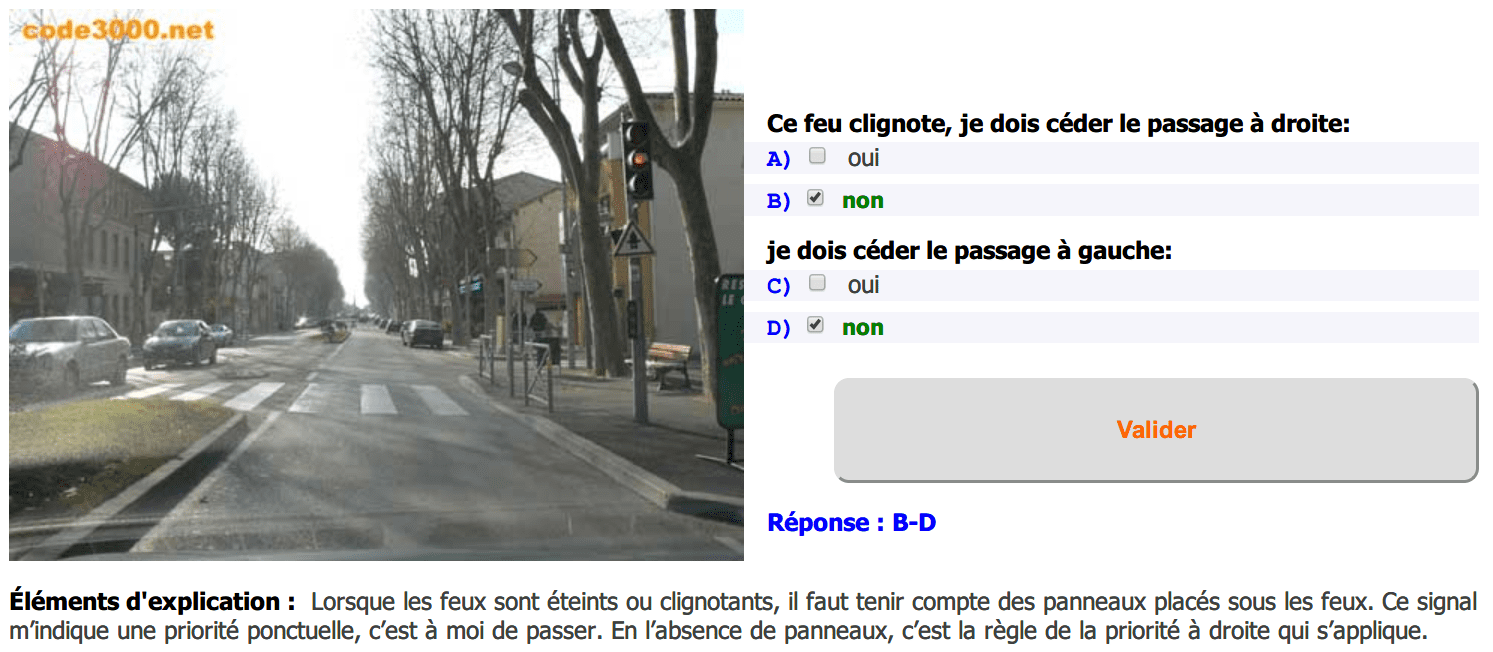 code3000.net
Ce feu clignote, je dois céder le passage à droite:
A) oui
B) non
je dois céder le passage à gauche:
C) oui
D) non
Valider
Réponse : B-D
Éléments d'explication : Lorsque les feux sont éteints ou clignotants, il faut tenir compte des panneaux placés sous les feux. Ce signal
m’indique une priorité ponctuelle, c’est à moi de passer. En l’absence de panneaux, c’est la règle de la priorité à droite qui s’applique.